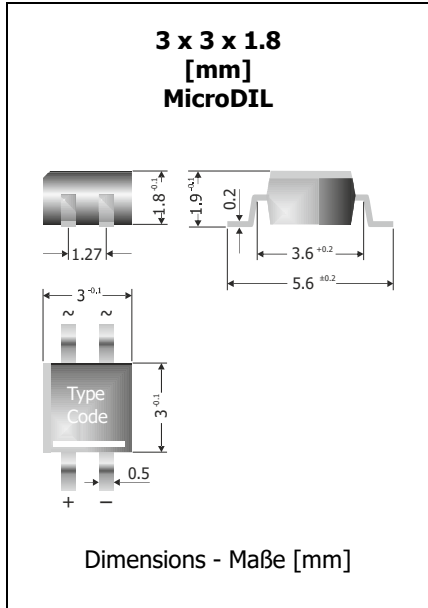 3 x 3 x 1.8
[mm]
MicroDIL
1.8 -0.1
1.9 -0.1
0.2
1.27
3.6 +0.2
5.6 ±0.2
3 -0.1
~ ~
Type
Code
3 -0.1
0.5
+ −
Dimensions - Maße [mm]